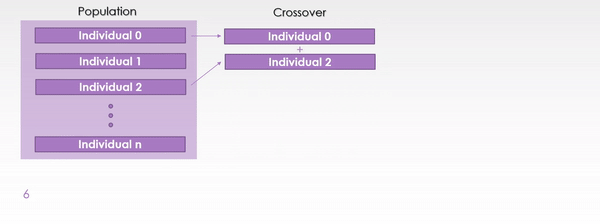 Population
Individual 0
Individual 1
Individual 2
Individual n
Crossover
Individual 0
+
Individual 2
6